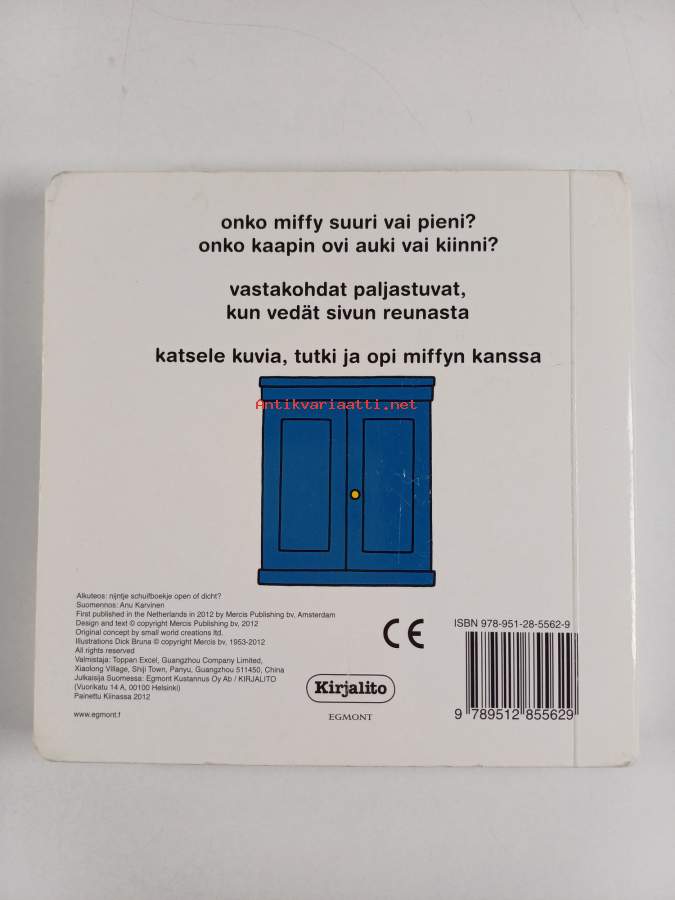 onko miffy suuri vai pieni?
onko kaapin ovi auki vai kiinni?
vastakohdat paljastuvat,
kun vedät sivun reunasta
katsele kuvia, tutki ja opi miffyn kanssa
Antikvariaatti.net
Alkuteos: nijntje schuifboekje open of dicht?
Suomennos: Anu Karvinen
First published in the Netherlands in 2012 by Mercis Publishing bv, Amsterdam
Design and text © copyright Mercis Publishing bv, 2012
Original concept by small world creations ltd.
Illustrations Dick Bruna © copyright Mercis bv, 1953-2012
All rights reserved
Valmistaja: Toppan Excel, Guangzhou Company Limited,
Xiaolong Village, Shiji Town, Panyu, Guangzhou 511450, China
Julkaisija Suomessa: Egmont Kustannus Oy Ab / KIRJALITO
(Vuorikatu 14 A, 00100 Helsinki)
Painettu Kiinassa 2012
www.egmont.f
CE
Kirjalito
EGMONT
ISBN 978-951-28-5562-9
9 789512 855629